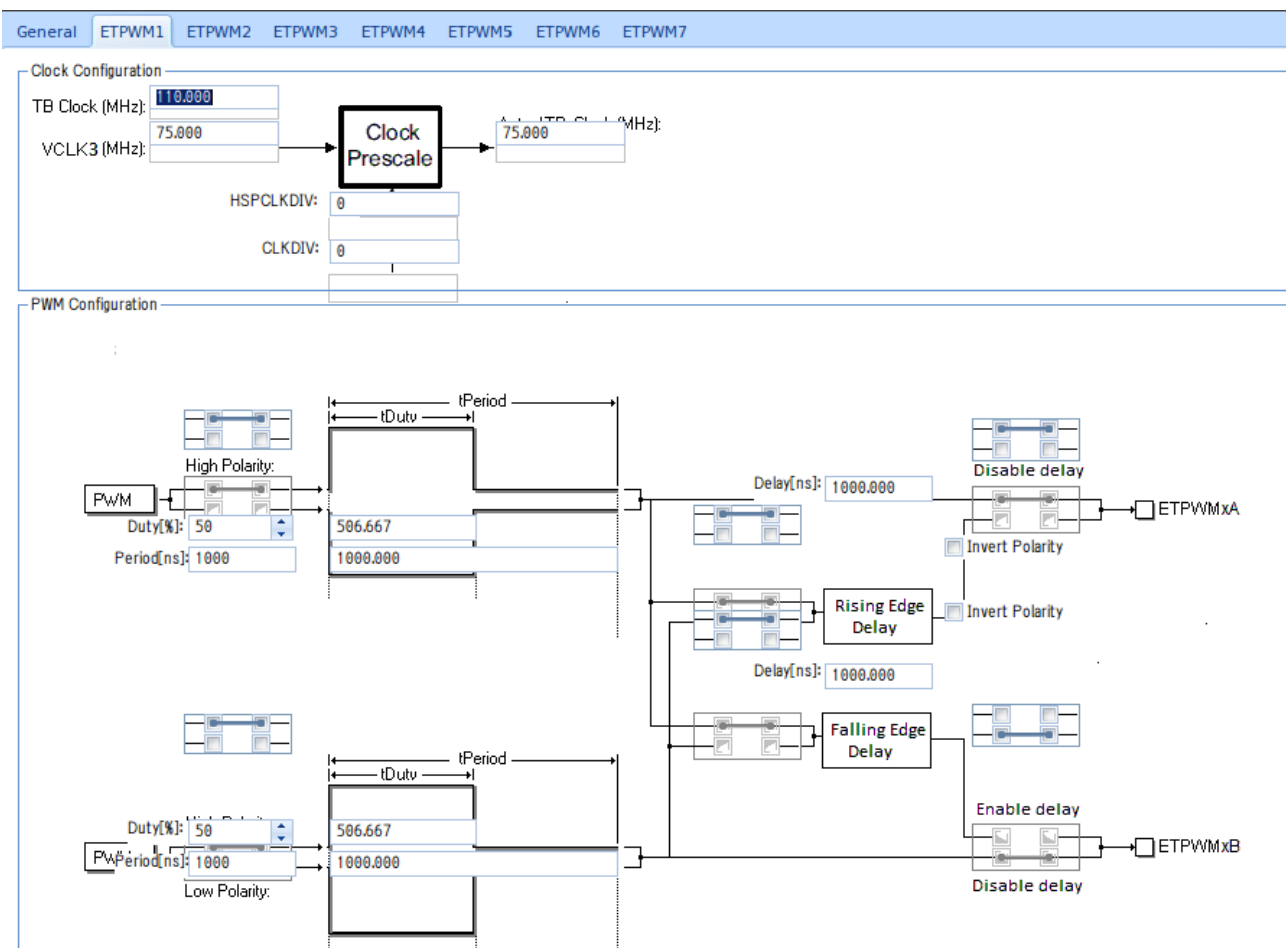 General ETPWM1 ETPWM2 ETPWM3 ETPWM4 ETPWM5 ETPWM6 ETPWM7
Clock Configuration
TB Clock (MHz): 110.000
VCLK3 (MHz): 75.000
Clock
Prescale
(MHz):
75.000
HSPCLKDIV: 0
CLKDIV: 0
PWM Configuration
tPeriod
tDuty
High Polarity:
PWM
Duty[%]: 50
506.667
Period[ns]: 1000
1000.000
Delay[ns]: 1000.000
Disable delay
ETPWMxA
Invert Polarity
Rising Edge
Delay
Invert Polarity
Delay[ns]: 1000.000
Falling Edge
Delay
tPeriod
tDuty
Duty[%]: 50
506.667
Period[ns]: 1000
1000.000
Low Polarity:
Enable delay
ETPWMxB
Disable delay